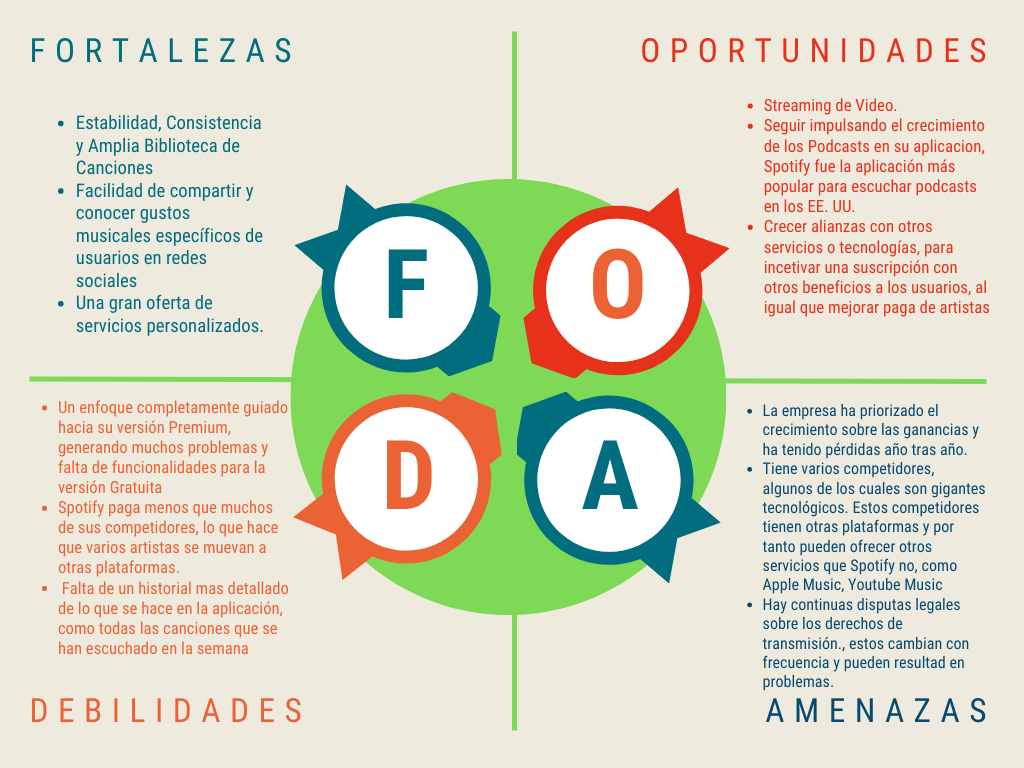 FORTALEZAS
• Estabilidad, Consistencia
y Amplia Biblioteca de
Canciones
• Facilidad de compartir y
conocer gustos
musicales específicos de
usuarios en redes
sociales
• Una gran oferta de
servicios personalizados.
OPORTUNIDADES
• Streaming de Video.
• Seguir impulsando el crecimiento
de los Podcasts en su aplicacion,
Spotify fue la aplicación más
popular para escuchar podcasts
en los EE. UU.
• Crecer alianzas con otros
servicios o tecnologías, para
incetivar una suscripción con
otros beneficios a los usuarios, al
igual que mejorar paga de artistas
F
O
D
A
• Un enfoque completamente guiado
hacia su versión Premium,
generando muchos problemas y
falta de funcionalidades para la
versión Gratuita
• Spotify paga menos que muchos
de sus competidores, lo que hace
que varios artistas se muevan a
otras plataformas.
• Falta de un historial mas detallado
de lo que se hace en la aplicación,
como todas las canciones que se
han escuchado en la semana
DEBILIDADES
• La empresa ha priorizado el
crecimiento sobre las ganancias y
ha tenido pérdidas año tras año.
• Tiene varios competidores,
algunos de los cuales son gigantes
tecnológicos. Estos competidores
tienen otras plataformas y por
tanto pueden ofrecer otros
servicios que Spotify no, como
Apple Music, Youtube Music
• Hay continuas disputas legales
sobre los derechos de
transmisión., estos cambian con
frecuencia y pueden resultad en
problemas.
AMENAZAS